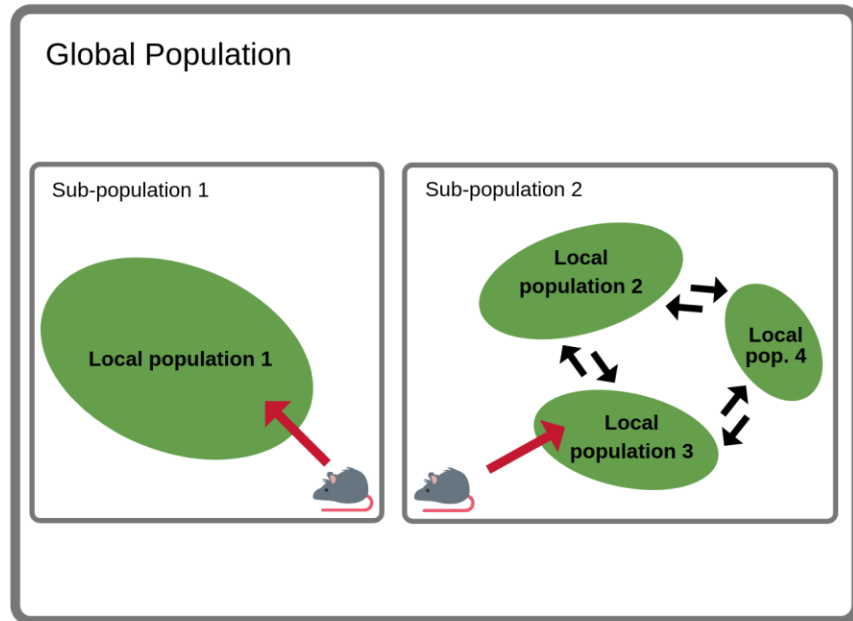 Global Population
Sub-population 1
Local population 1
Sub-population 2
Local
population 2
Local
pop. 4
Local
population 3